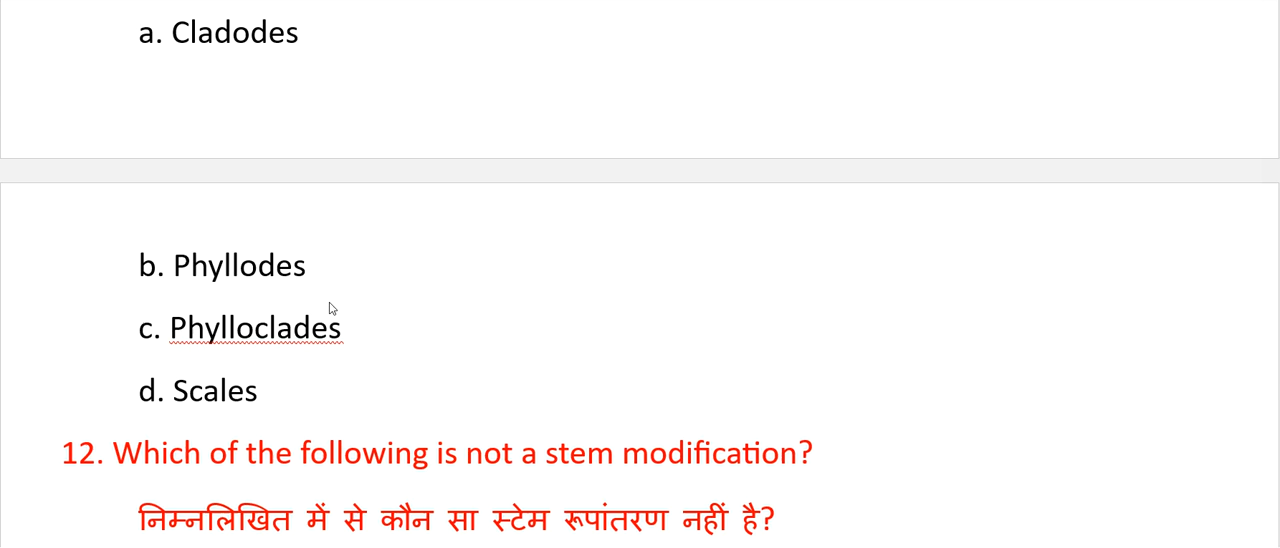 a. Cladodes
b. Phyllodes
c. Phylloclades
d. Scales
12. Which of the following is not a stem modification?
निम्नलिखित में से कौन सा स्टेम रूपांतरण नहीं है?